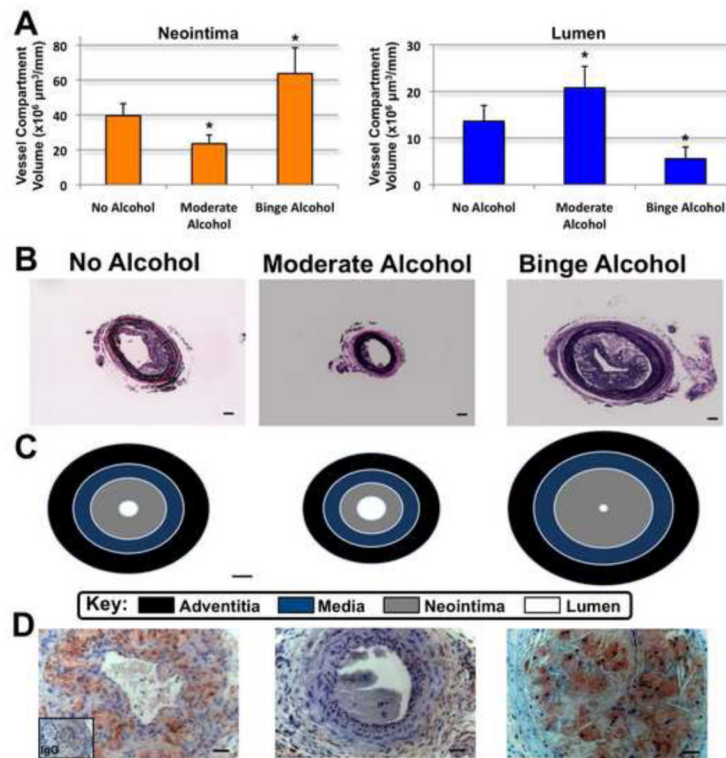 A
Neointima
Vessel Compartment
Volume (x10⁶ µm³/mm)
80
60
40
20
0
*
*
No Alcohol
Moderate
Alcohol
Binge Alcohol
Lumen
Vessel Compartment
Volume (x10⁶ µm³/mm)
30
20
10
0
*
*
No Alcohol
Moderate
Alcohol
Binge Alcohol
B
No Alcohol
Moderate Alcohol
Binge Alcohol
C
Key: Adventitia Media Neointima Lumen
D
IgG